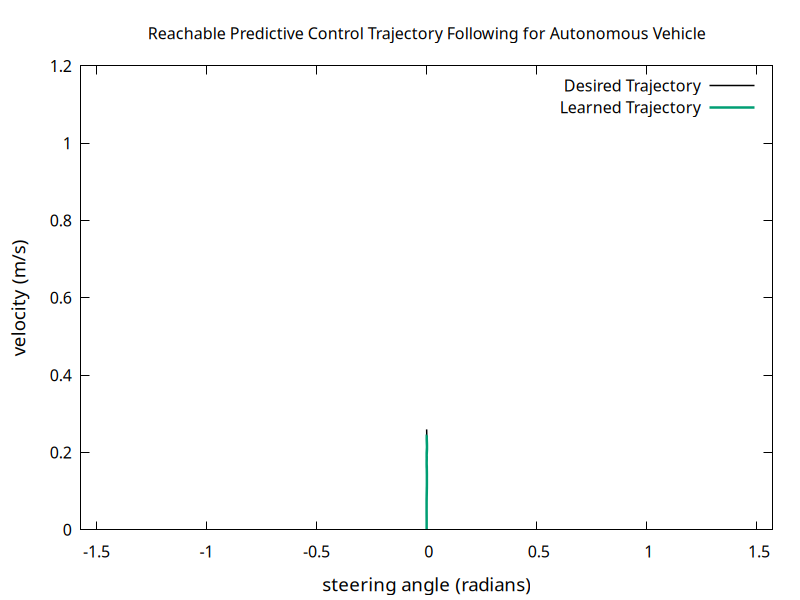 Reachable Predictive Control Trajectory Following for Autonomous Vehicle
Desired Trajectory
Learned Trajectory
1.2
1
0.8
0.6
0.4
0.2
0
velocity (m/s)
-1.5 -1 -0.5 0 0.5 1 1.5
steering angle (radians)